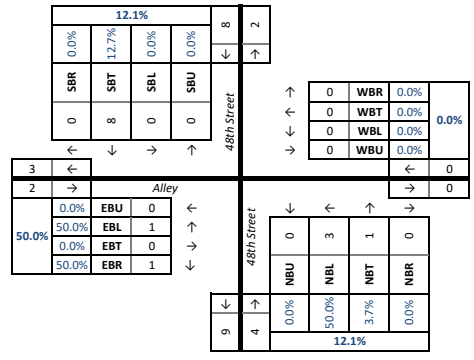 12.1%
8 2
0.0% 12.7% 0.0% 0.0%
↓ ↑
SBR SBT SBL SBU
0 8 0 0
48th Street
← ↓ → ↑
↑ 0 WBR 0.0%
← 0 WBT 0.0%
↓ 0 WBL 0.0%
→ 0 WBU 0.0%
0.0%
3 ←
← 0
2 → Alley
→ 0
50.0%
0.0% EBU 0 ←
50.0% EBL 1 ↑
0.0% EBT 0 →
50.0% EBR 1 ↓
48th Street
↓ ← ↑ →
0 3 1 0
NBU NBL NBT NBR
0.0% 50.0% 3.7% 0.0%
↓ ↑
9 4
12.1%